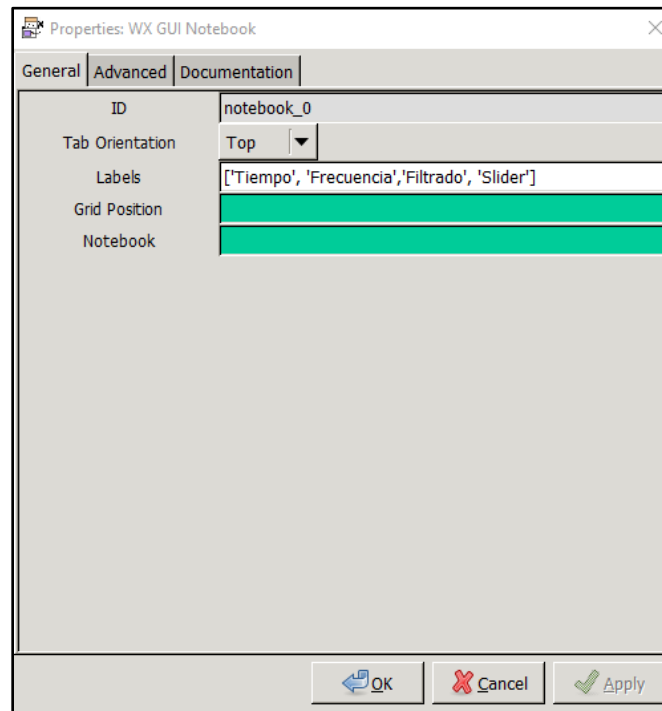 Properties: WX GUI Notebook
General Advanced Documentation
ID notebook_0
Tab Orientation Top
Labels ['Tiempo', 'Frecuencia','Filtrado', 'Slider']
Grid Position
Notebook
OK Cancel Apply